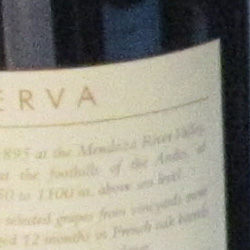 ERVA
1895 at the Mendoza River Valley,
at the foothills of the Andes, at
50 to 1100 m. above sea level.
selected grapes from vineyards over
12 months in French oak barrels